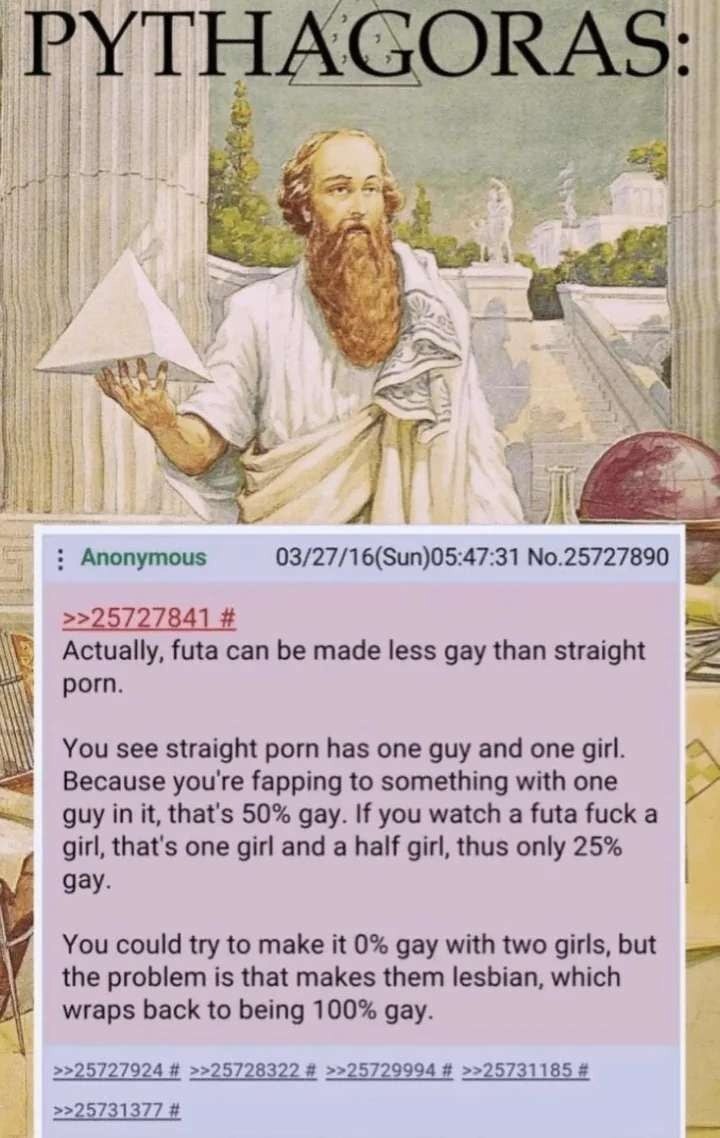 PYTHAGORAS:
Anonymous 03/27/16(Sun)05:47:31 No.25727890
>>25727841 #
Actually, futa can be made less gay than straight
porn.
You see straight porn has one guy and one girl.
Because you're fapping to something with one
guy in it, that's 50% gay. If you watch a futa fuck a
girl, that's one girl and a half girl, thus only 25%
gay.
You could try to make it 0% gay with two girls, but
the problem is that makes them lesbian, which
wraps back to being 100% gay.
>>25727924 # >>25728322 # >>25729994 # >>25731185 #
>>25731377 #